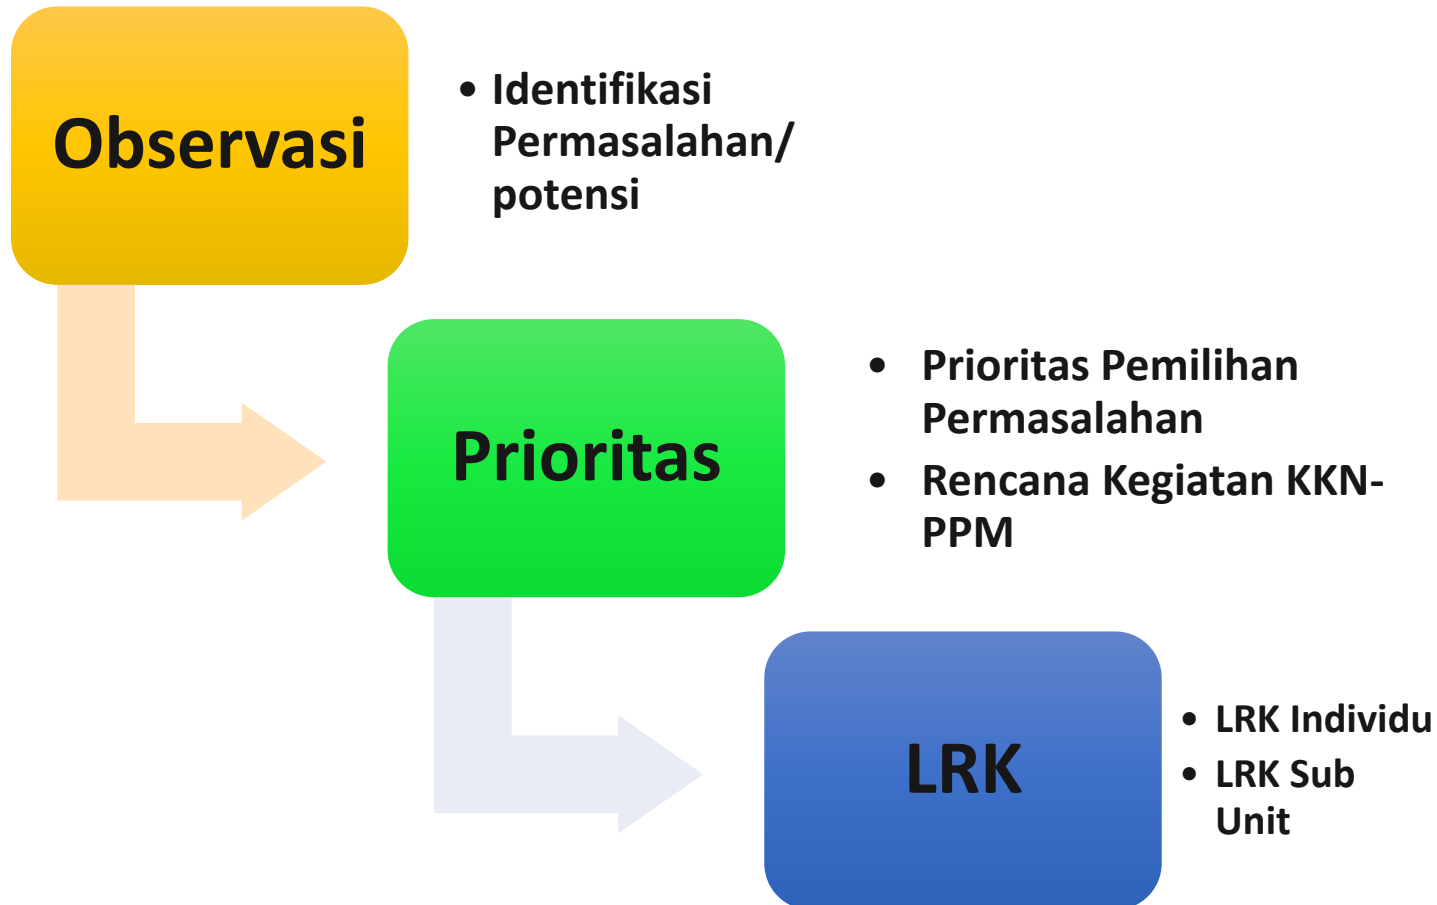 Observasi
• Identifikasi
Permasalahan/
potensi
Prioritas
• Prioritas Pemilihan
Permasalahan
• Rencana Kegiatan KKN-
PPM
LRK
• LRK Individu
• LRK Sub
Unit